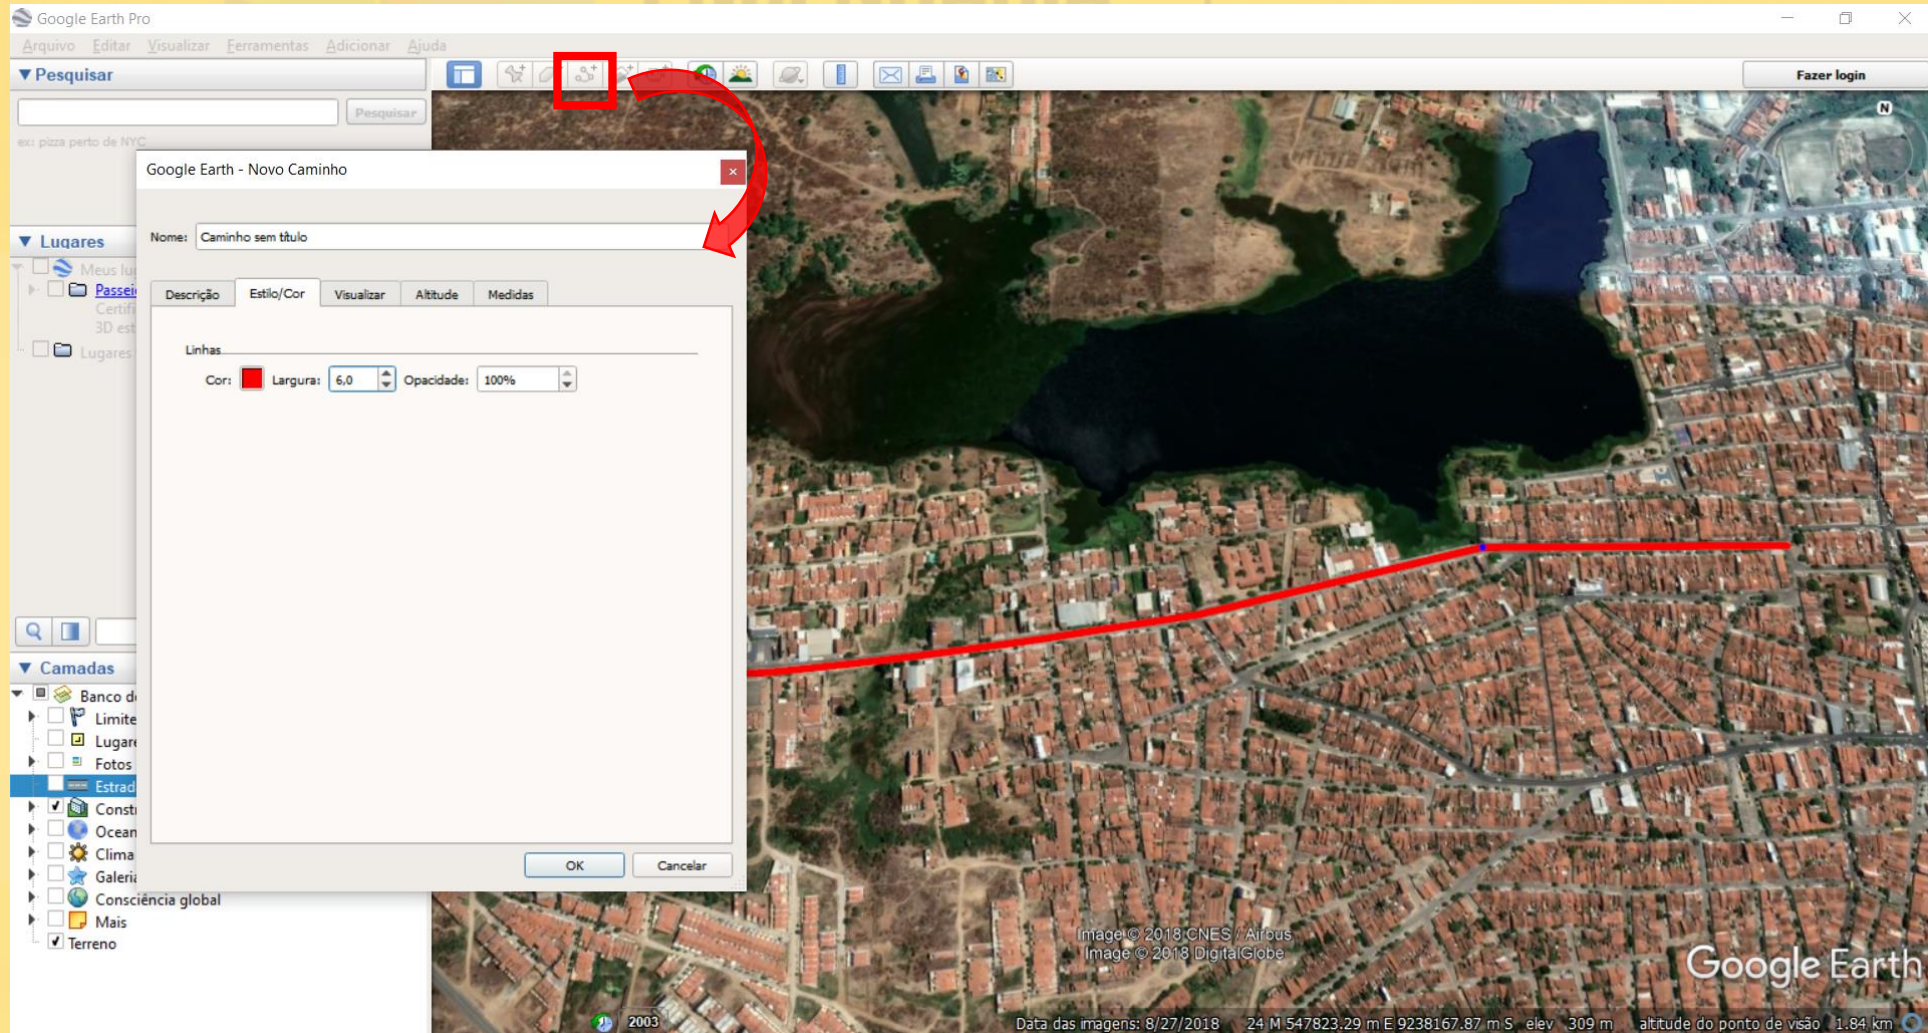 Google Earth Pro
Arquivo Editar Visualizar Ferramentas Adicionar Ajuda
Pesquisar
Fazer login
Pesquisar
ex: pizza perto de NYC
N
Google Earth - Novo Caminho
Nome: Caminho sem título
Lugares
Meus lu
Passei
Certifi
3D est
Lugares
Descrição Estilo/Cor Visualizar Altitude Medidas
Linhas
Cor: Largura: 6,0 Opacidade: 100%
Camadas
Banco de
Limite
Lugare
Fotos
Estrad
Constr
Ocean
Clima
Galeria
Consciência global
Mais
Terreno
OK Cancelar
Image © 2018 CNES / Airbus
Image © 2018 DigitalGlobe
Google Earth
2003
Data das imagens: 8/27/2018 24 M 547823.29 m E 9238167.87 m S elev 309 m altitude do ponto de visão 1.84 km